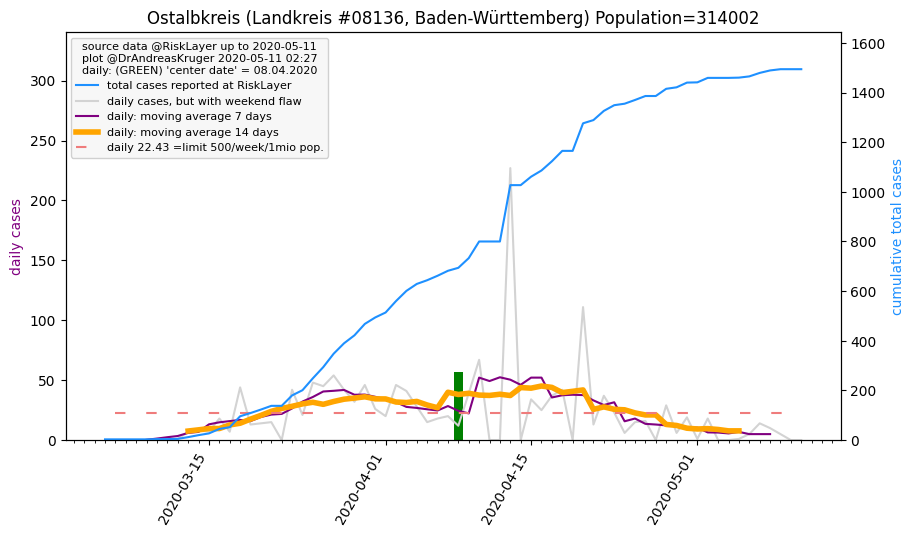 Ostalbkreis (Landkreis #08136, Baden-Württemberg) Population=314002
source data @RiskLayer up to 2020-05-11
plot @DrAndreasKruger 2020-05-11 02:27
daily: (GREEN) 'center date' = 08.04.2020
total cases reported at RiskLayer
daily cases, but with weekend flaw
daily: moving average 7 days
daily: moving average 14 days
daily 22.43 =limit 500/week/1mio pop.
daily cases
300
250
200
150
100
50
0
1600
1400
1200
1000
800
600
400
200
0
cumulative total cases
2020-03-15
2020-04-01
2020-04-15
2020-05-01